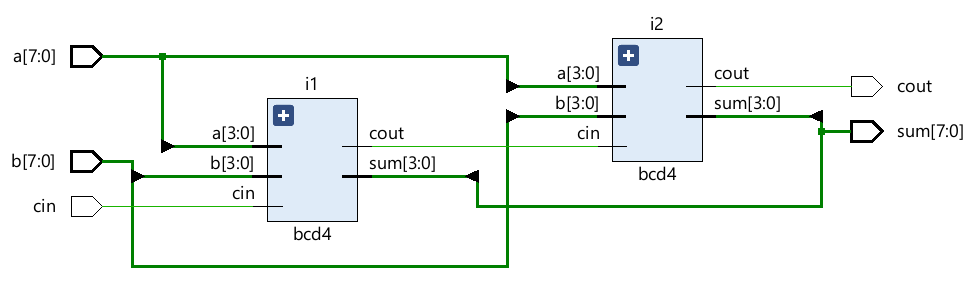 a[7:0]
b[7:0]
cin
i1
a[3:0]
b[3:0]
cin
cout
sum[3:0]
bcd4
i2
a[3:0]
b[3:0]
cin
cout
sum[3:0]
bcd4
cout
sum[7:0]